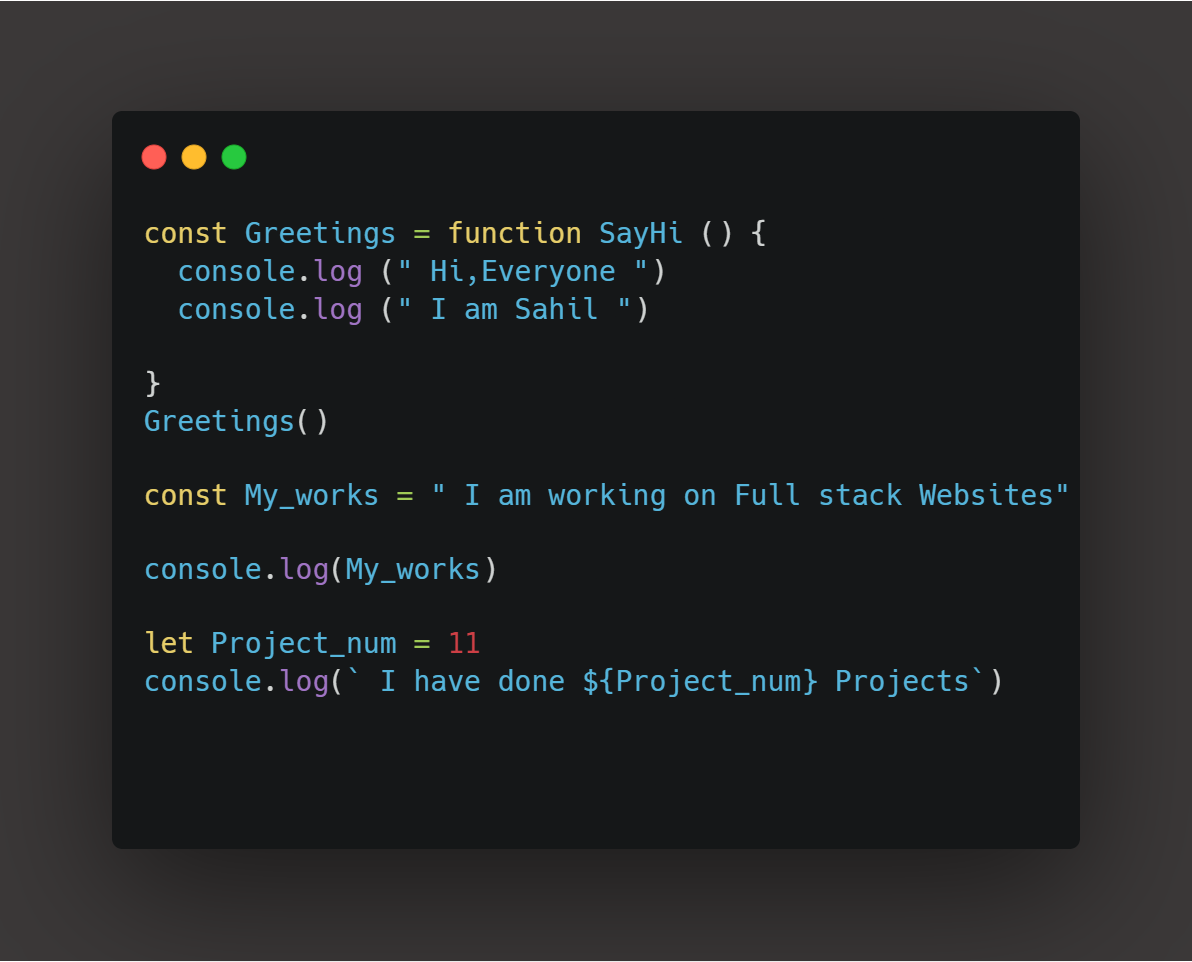 const Greetings = function SayHi () {
  console.log (" Hi,Everyone ")
  console.log (" I am Sahil ")
}
Greetings()
const My_works = " I am working on Full stack Websites"
console.log(My_works)
let Project_num = 11
console.log(` I have done ${Project_num} Projects`)